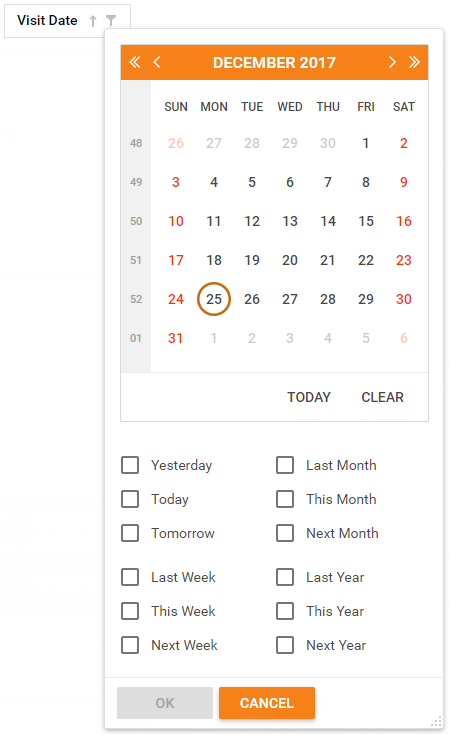 Visit Date
DECEMBER 2017
SUN MON TUE WED THU FRI SAT
48 26 27 28 29 30 1 2
49 3 4 5 6 7 8 9
50 10 11 12 13 14 15 16
51 17 18 19 20 21 22 23
52 24 25 26 27 28 29 30
01 31 1 2 3 4 5 6
TODAY CLEAR
Yesterday Last Month
Today This Month
Tomorrow Next Month
Last Week Last Year
This Week This Year
Next Week Next Year
OK CANCEL